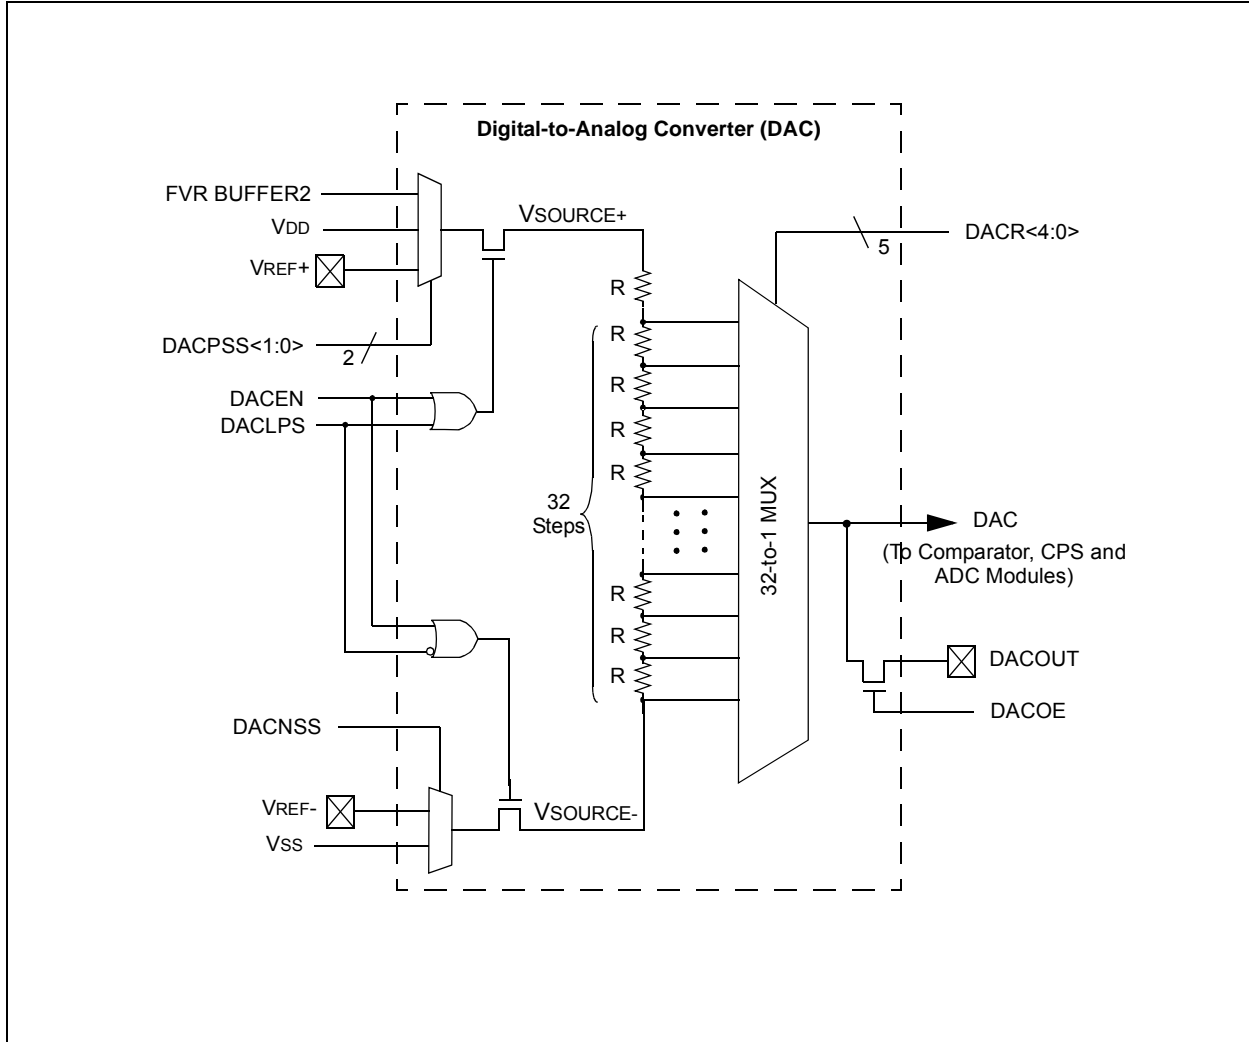 Digital-to-Analog Converter (DAC)
FVR BUFFER2
VDD
VREF+
DACPSS<1:0>
2
DACEN
DACLPS
VSOURCE+
R
R
R
R
R
32
Steps
R
R
R
32-to-1 MUX
5
DACR<4:0>
DAC
(To Comparator, CPS and
ADC Modules)
DACOUT
DACOE
DACNSS
VREF-
VSS
VSOURCE-